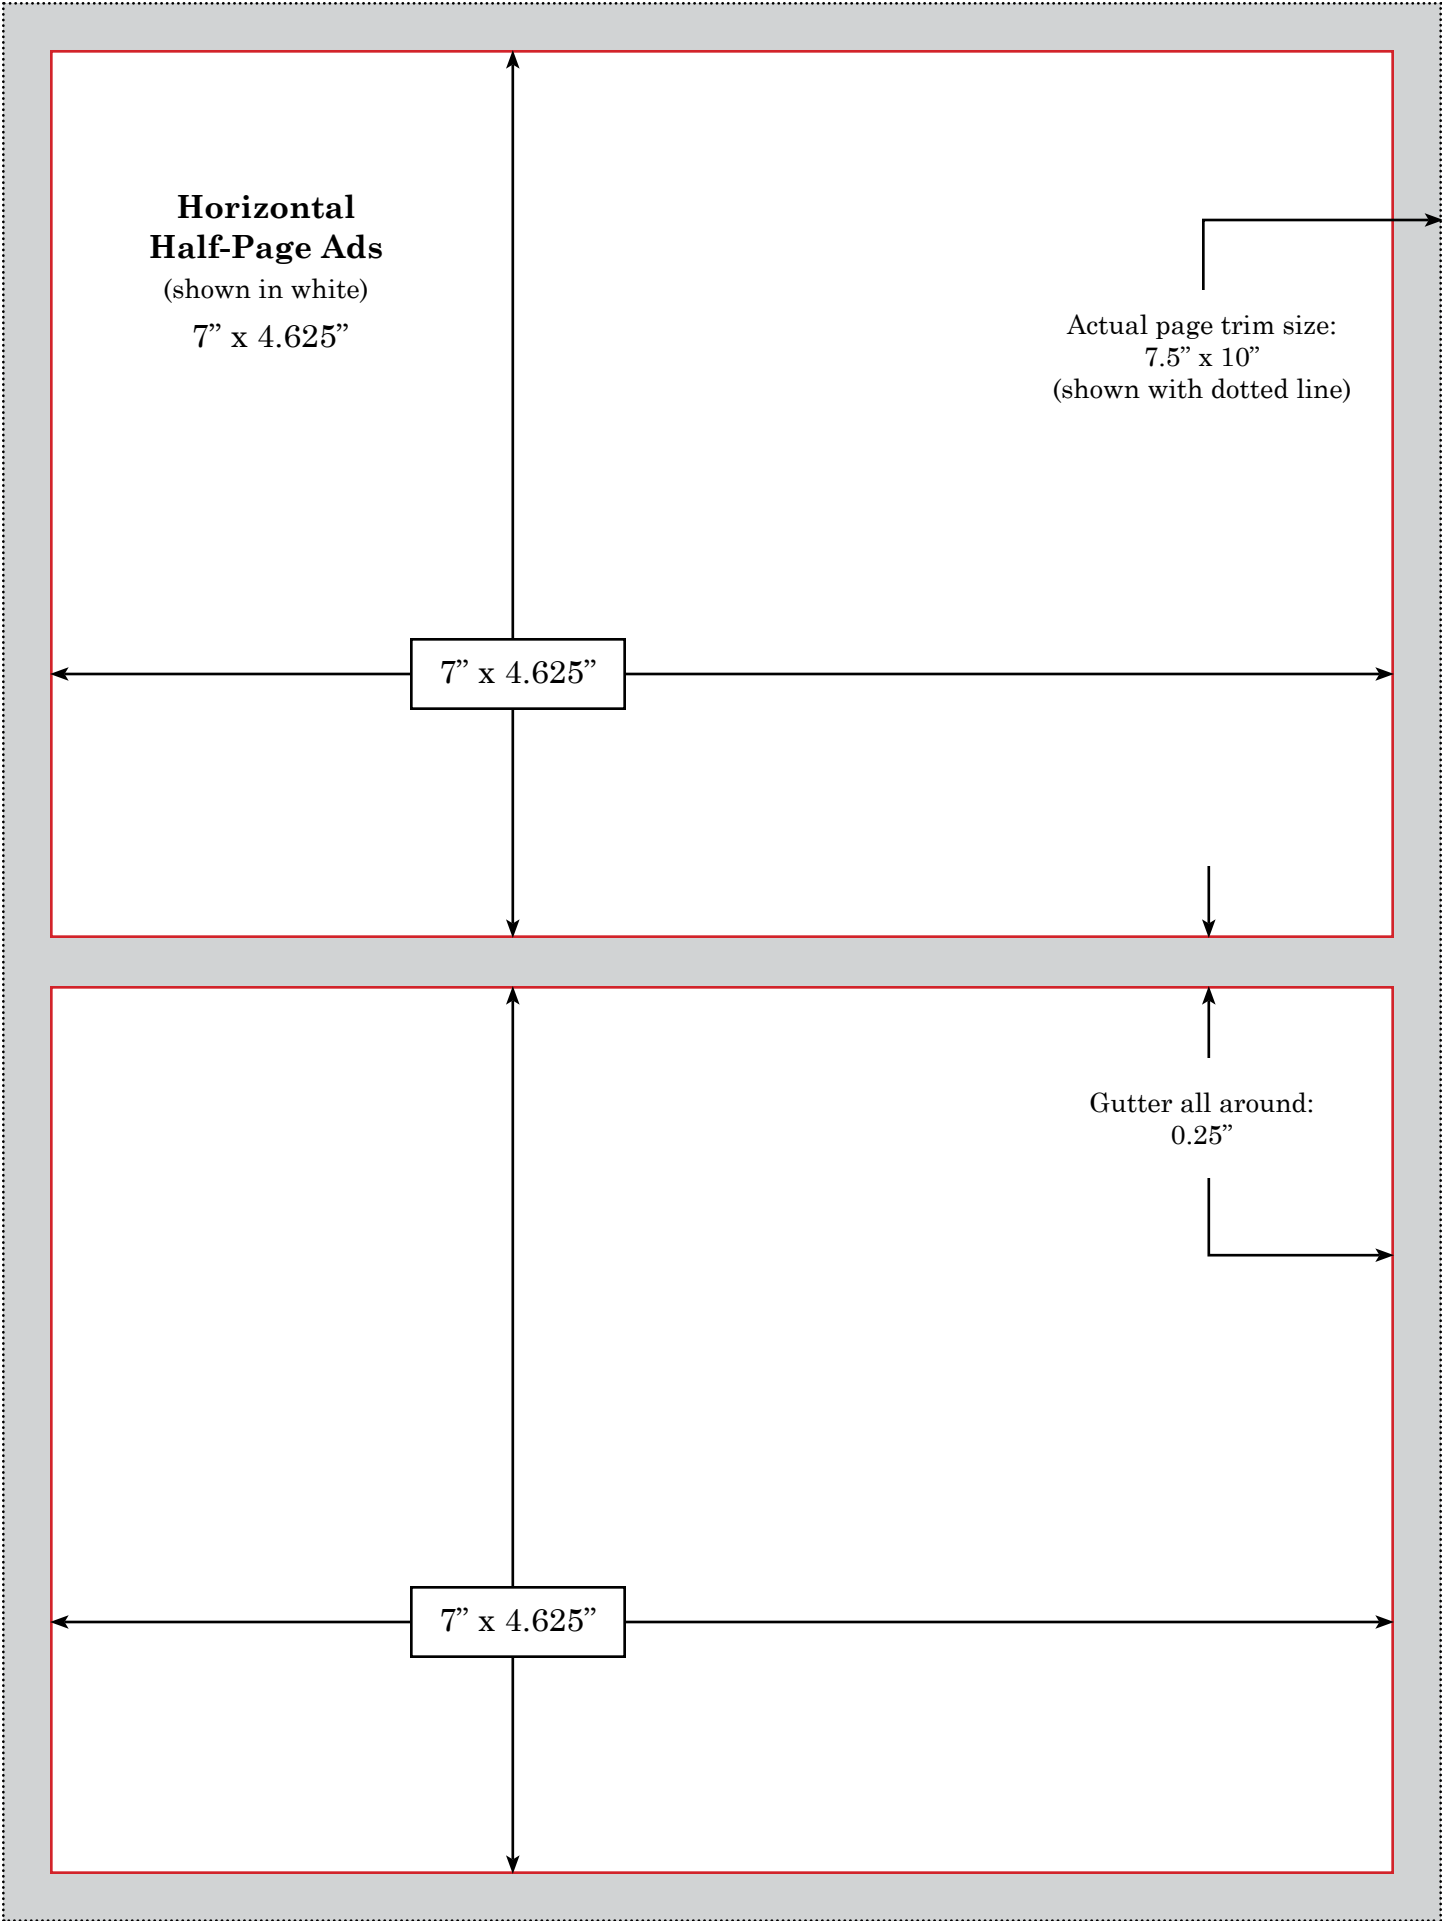 Horizontal
Half-Page Ads
(shown in white)
7” x 4.625”
Actual page trim size:
7.5” x 10”
(shown with dotted line)
7” x 4.625”
Gutter all around:
0.25”
7” x 4.625”